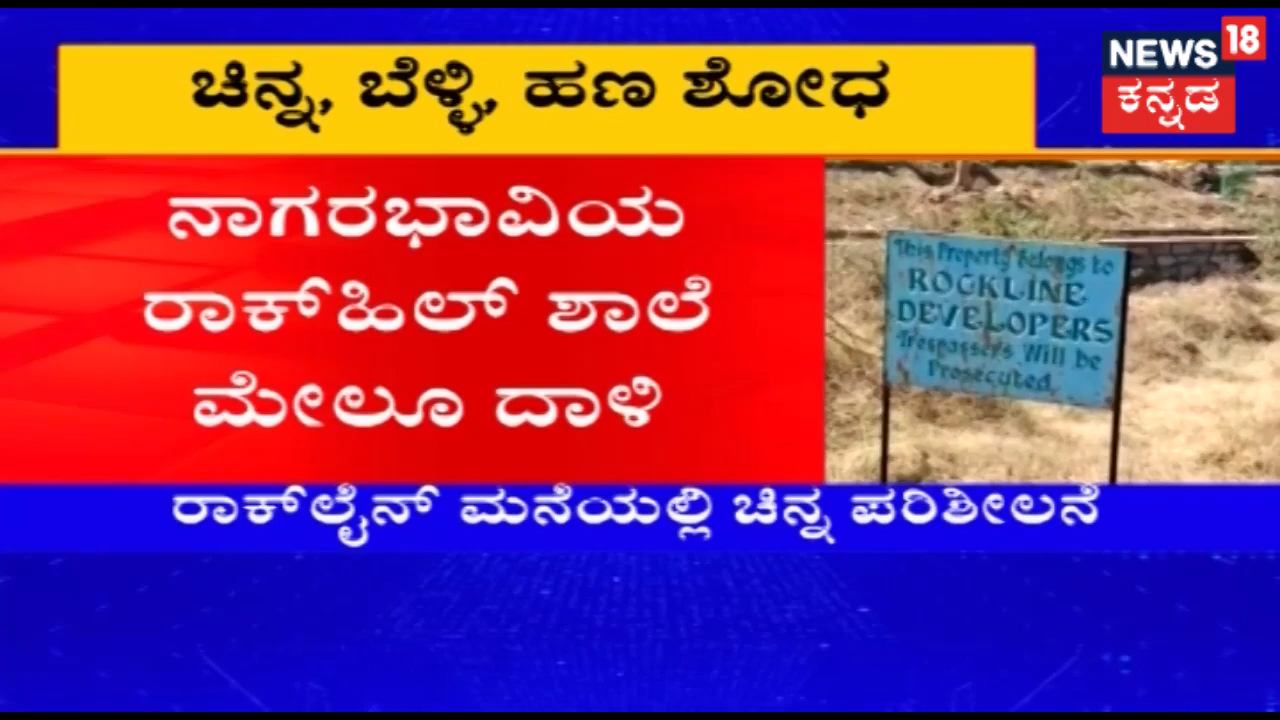 ಚಿನ್ನ, ಬೆಳ್ಳಿ, ಹಣ ಶೋಧ
NEWS 18
ಕನ್ನಡ
ನಾಗರಭಾವಿಯ
ರಾಕ್‌ಹಿಲ್ ಶಾಲೆ
ಮೇಲೂ ದಾಳಿ
This Property Belongs to
ROCKLINE
DEVELOPERS
Trespassers Will be
Prosecuted.
ರಾಕ್‌ಲೈನ್ ಮನೆಯಲ್ಲಿ ಚಿನ್ನ ಪರಿಶೀಲನೆ